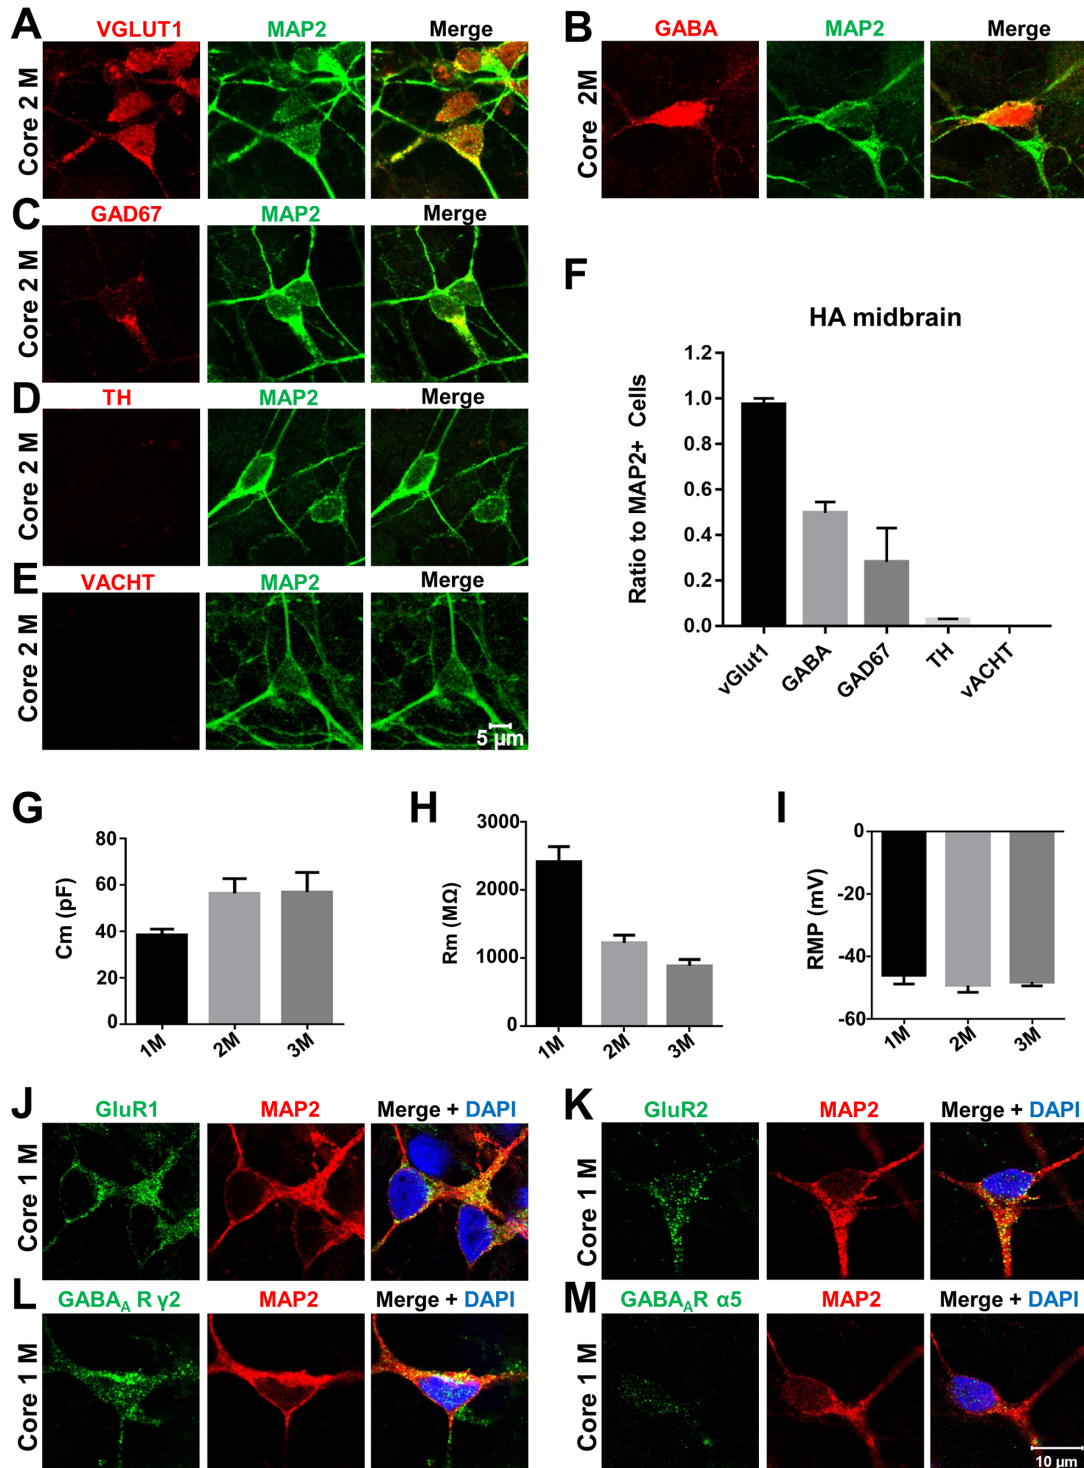 A
VGLUT1 MAP2 Merge
Core 2 M
B
GABA MAP2 Merge
Core 2M
C
GAD67 MAP2 Merge
Core 2 M
D
TH MAP2 Merge
Core 2 M
E
VACHT MAP2 Merge
Core 2 M
5 µm
F
HA midbrain
Ratio to MAP2+ Cells
1.2
1.0
0.8
0.6
0.4
0.2
0.0
vGlut1 GABA GAD67 TH vACHT
G
Cm (pF)
80
60
40
20
0
1M 2M 3M
H
Rm (MΩ)
3000
2000
1000
0
1M 2M 3M
I
RMP (mV)
0
-20
-40
-60
1M 2M 3M
J
GluR1 MAP2 Merge + DAPI
Core 1 M
K
GluR2 MAP2 Merge + DAPI
Core 1 M
L
GABAA R γ2 MAP2 Merge + DAPI
Core 1 M
M
GABAAR α5 MAP2 Merge + DAPI
Core 1 M
10 µm